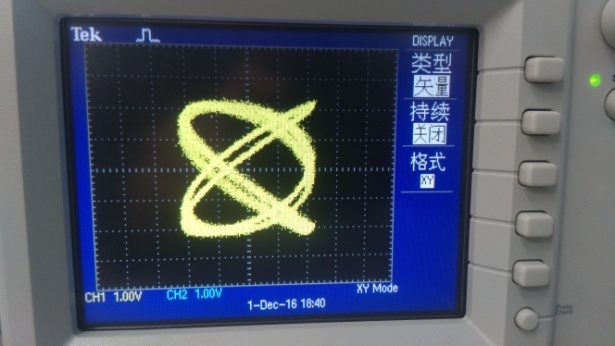 Tek
DISPLAY
类型
矢量
持续
关闭
格式
XY
CH1 1.00V CH2 1.00V XY Mode
1-Dec-16 18:40